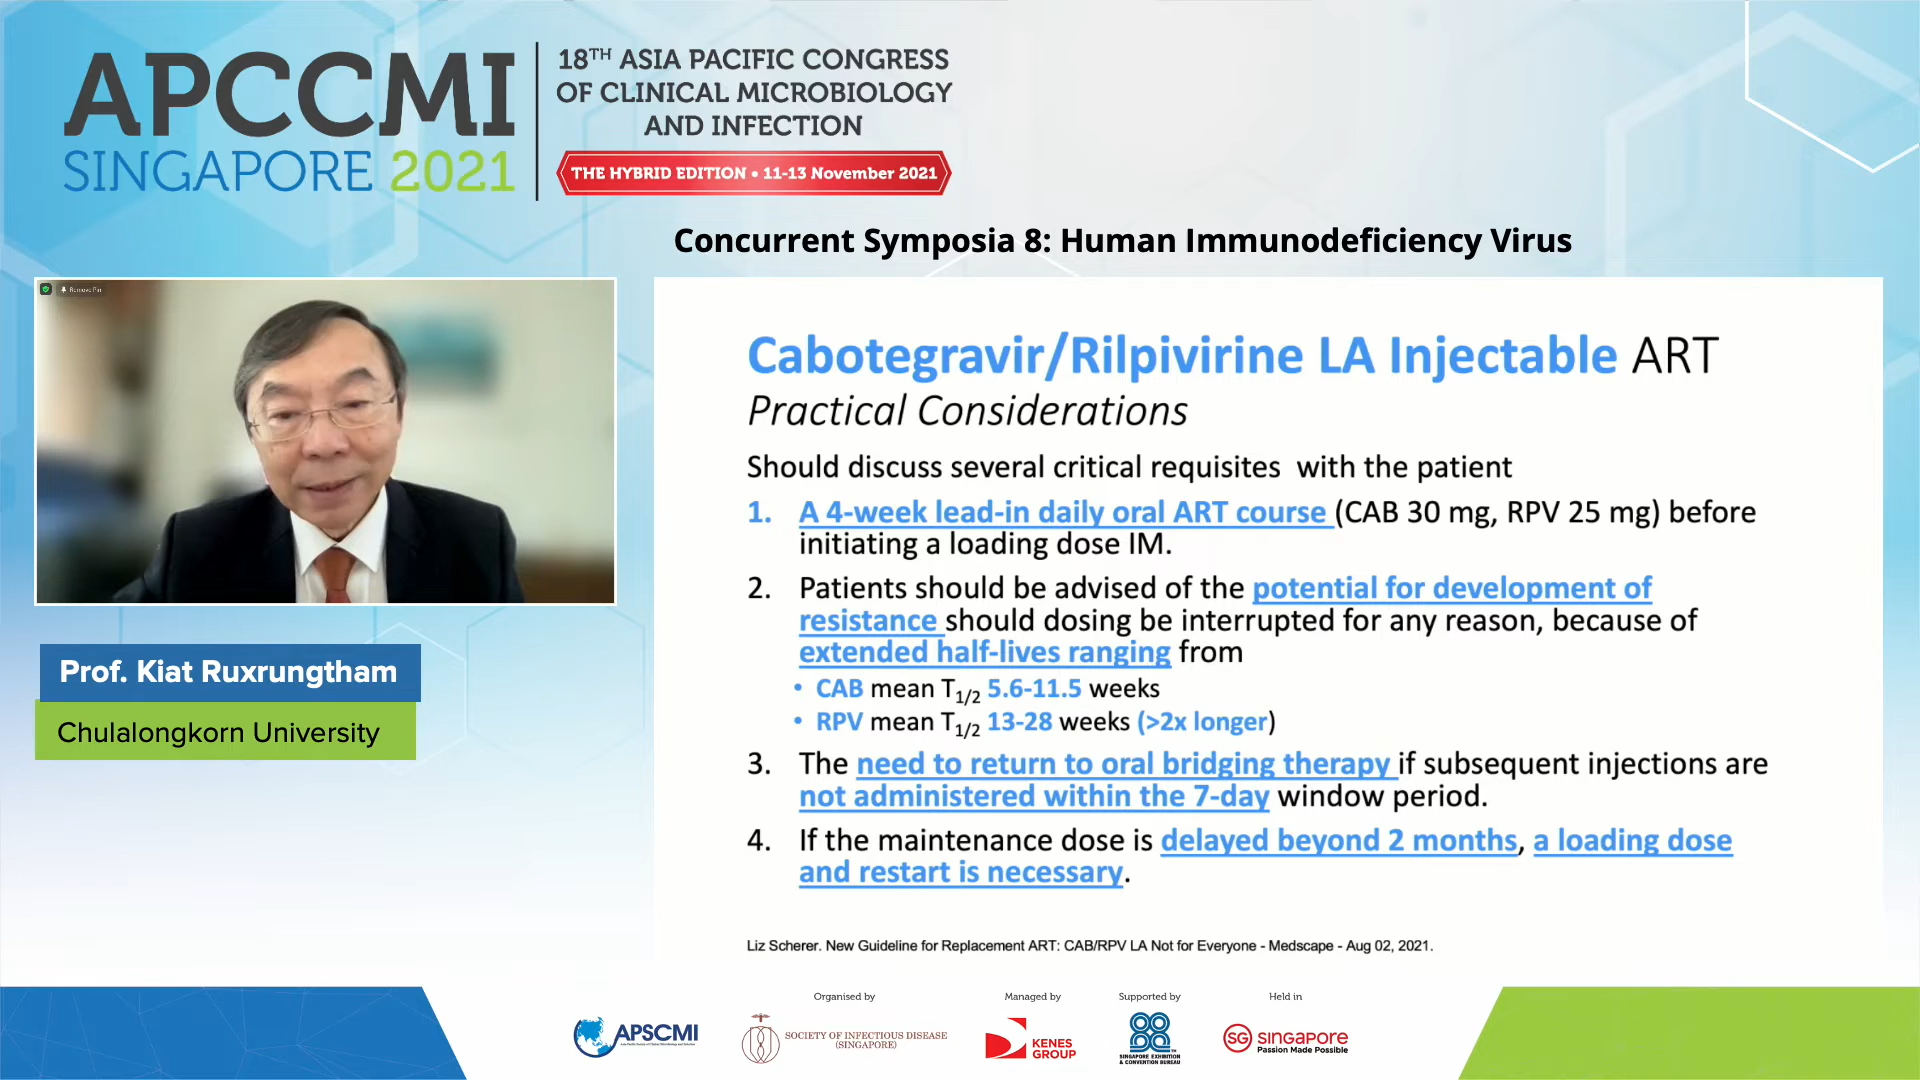 APCCMI
SINGAPORE 2021
18TH ASIA PACIFIC CONGRESS
OF CLINICAL MICROBIOLOGY
AND INFECTION
THE HYBRID EDITION • 11-13 November 2021
Concurrent Symposia 8: Human Immunodeficiency Virus
Remove Pin
Prof. Kiat Ruxrungtham
Chulalongkorn University
Cabotegravir/Rilpivirine LA Injectable ART
Practical Considerations
Should discuss several critical requisites with the patient
1. A 4-week lead-in daily oral ART course (CAB 30 mg, RPV 25 mg) before
initiating a loading dose IM.
2. Patients should be advised of the potential for development of
resistance should dosing be interrupted for any reason, because of
extended half-lives ranging from
• CAB mean T1/2 5.6-11.5 weeks
• RPV mean T1/2 13-28 weeks (>2x longer)
3. The need to return to oral bridging therapy if subsequent injections are
not administered within the 7-day window period.
4. If the maintenance dose is delayed beyond 2 months, a loading dose
and restart is necessary.
Liz Scherer. New Guideline for Replacement ART: CAB/RPV LA Not for Everyone - Medscape - Aug 02, 2021.
APSCMI
Organised by
SOCIETY OF INFECTIOUS DISEASE
(SINGAPORE)
Managed by
KENES
GROUP
Supported by
SINGAPORE EXHIBITION
& CONVENTION BUREAU
Held in
SG SINGAPORE
Passion Made Possible